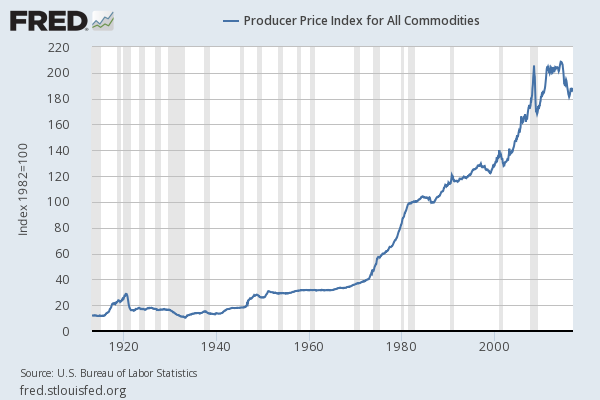 FRED
Producer Price Index for All Commodities
220
200
180
160
140
120
100
80
60
40
20
0
Index 1982=100
1920 1940 1960 1980 2000
Source: U.S. Bureau of Labor Statistics
fred.stlouisfed.org